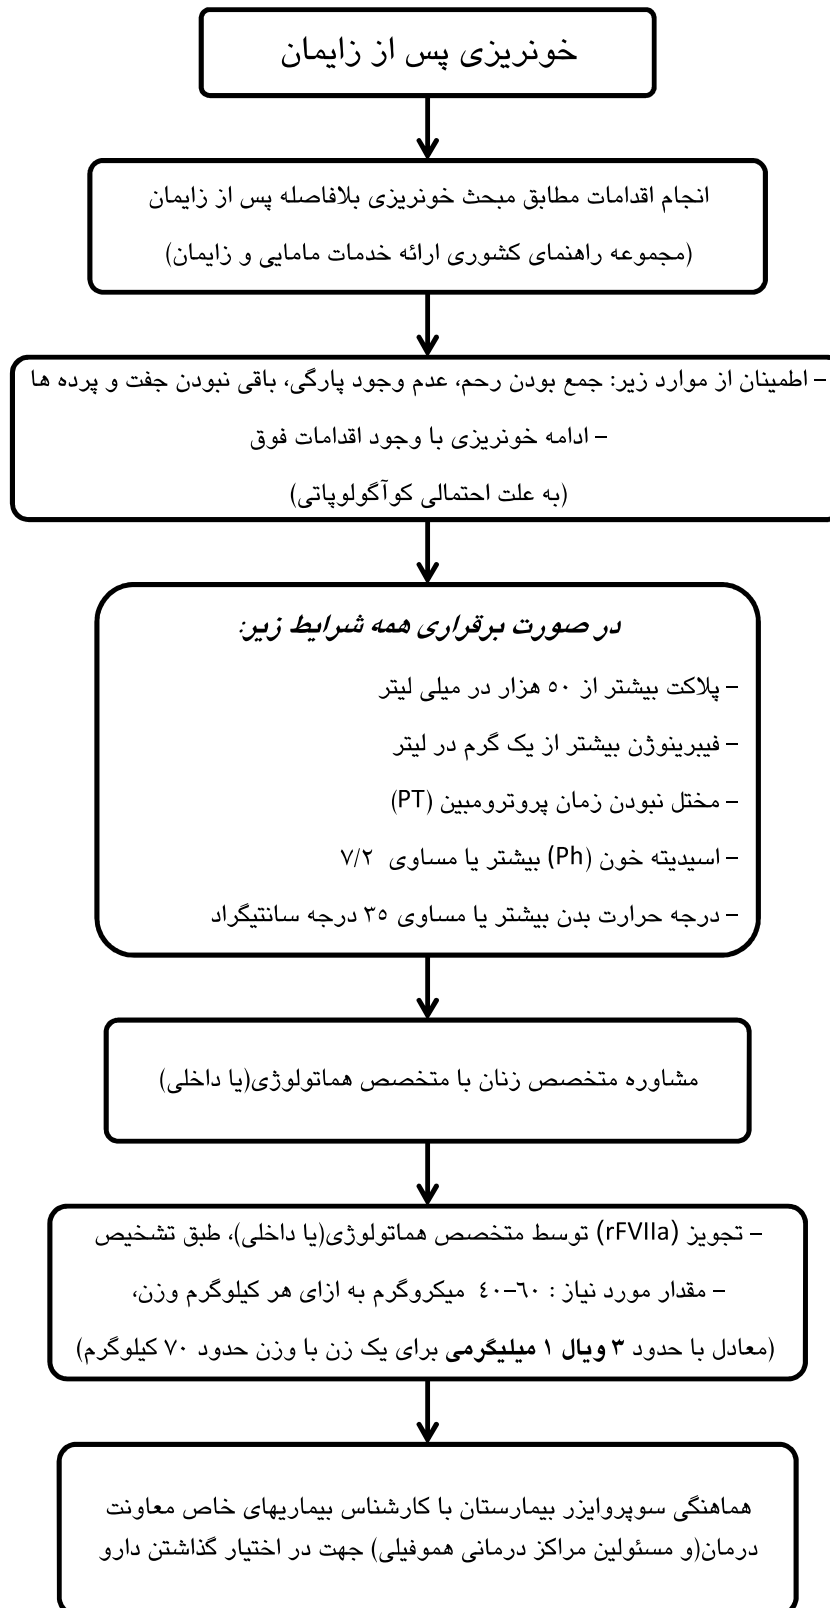 خونریزی پس از زایمان
انجام اقدامات مطابق مبحث خونریزی بلافاصله پس از زایمان
(مجموعه راهنمای کشوری ارائه خدمات مامایی و زایمان)
– اطمینان از موارد زیر: جمع بودن رحم، عدم وجود پارگی، باقی نبودن جفت و پرده ها
– ادامه خونریزی با وجود اقدامات فوق
(به علت احتمالی کوآگولوپاتی)
در صورت برقراری همه شرایط زیر:
– پلاکت بیشتر از ۵۰ هزار در میلی لیتر
– فیبرینوژن بیشتر از یک گرم در لیتر
– مختل نبودن زمان پروترومبین (PT)
– اسیدیته خون (Ph) بیشتر یا مساوی ۷/۲
– درجه حرارت بدن بیشتر یا مساوی ۳۵ درجه سانتیگراد
مشاوره متخصص زنان با متخصص هماتولوژی(یا داخلی)
– تجویز (rFVIIa) توسط متخصص هماتولوژی(یا داخلی)، طبق تشخیص
– مقدار مورد نیاز : ۶۰-۴۰ میکروگرم به ازای هر کیلوگرم وزن،
(معادل با حدود ۳ ویال ۱ میلیگرمی برای یک زن با وزن حدود ۷۰ کیلوگرم)
هماهنگی سوپروایزر بیمارستان با کارشناس بیماریهای خاص معاونت
درمان(و مسئولین مراکز درمانی هموفیلی) جهت در اختیار گذاشتن دارو